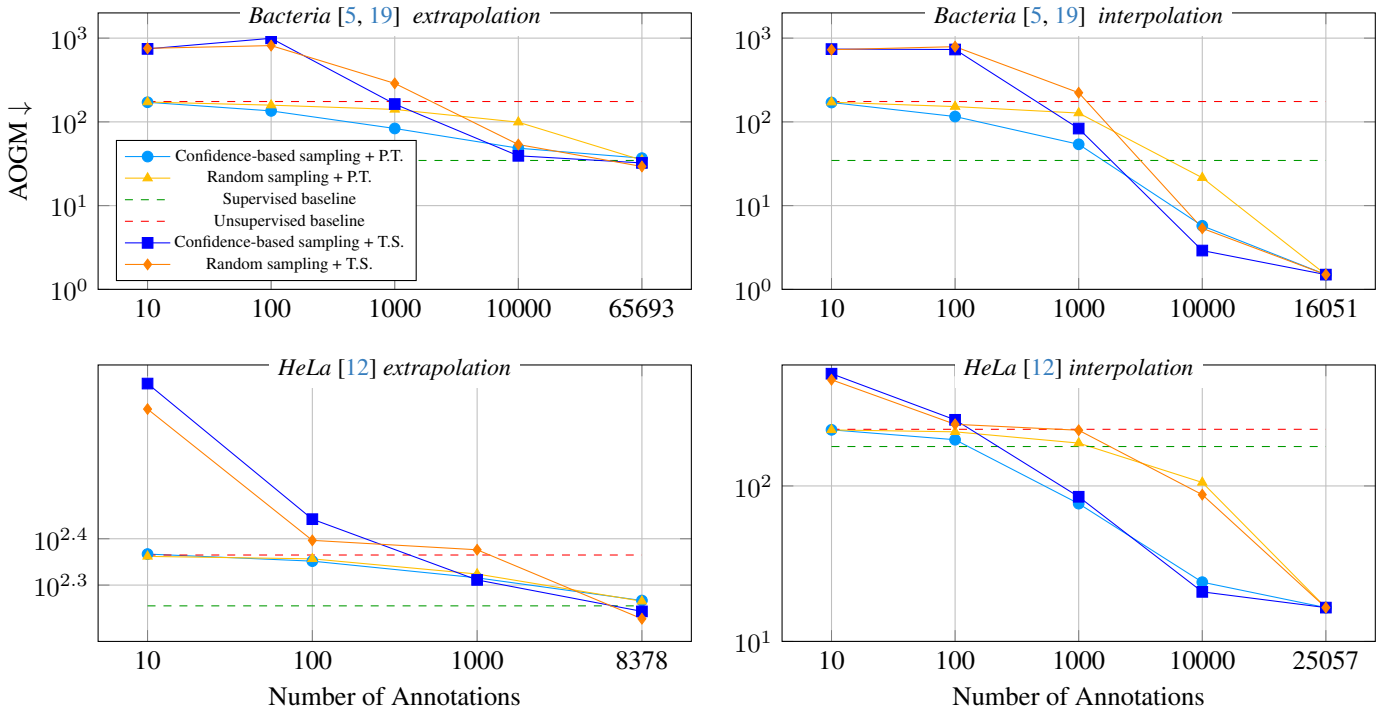 Bacteria [5, 19] extrapolation
AOGM ↓
10^3
10^2
10^1
10^0
Confidence-based sampling + P.T.
Random sampling + P.T.
Supervised baseline
Unsupervised baseline
Confidence-based sampling + T.S.
Random sampling + T.S.
10 100 1000 10000 65693
Bacteria [5, 19] interpolation
10^3
10^2
10^1
10^0
10 100 1000 10000 16051
HeLa [12] extrapolation
10^2.4
10^2.3
10 100 1000 8378
Number of Annotations
HeLa [12] interpolation
10^2
10^1
10 100 1000 10000 25057
Number of Annotations